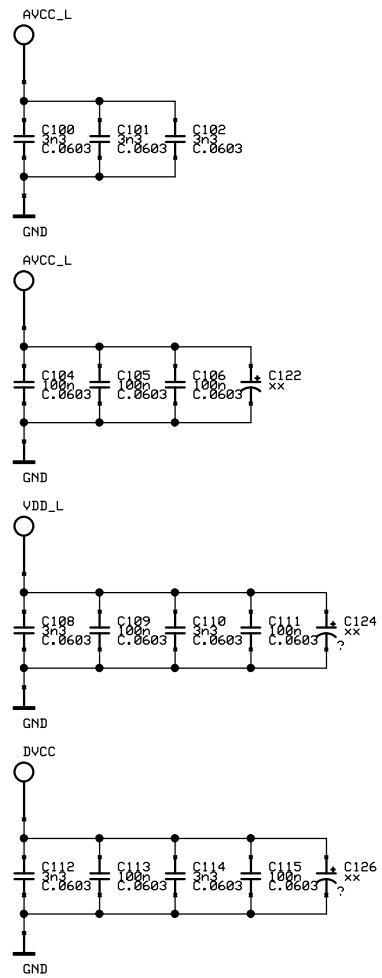 AVCC_L
C100 C101 C102
3n3 3n3 3n3
C.0603 C.0603 C.0603
GND
AVCC_L
C104 C105 C106 + C122
100n 100n 100n xx
C.0603 C.0603 C.0603
GND
VDD_L
C108 C109 C110 C111 + C124
3n3 100n 3n3 100n xx
C.0603 C.0603 C.0603 C.0603 ?
GND
DVCC
C112 C113 C114 C115 + C126
3n3 100n 3n3 100n xx
C.0603 C.0603 C.0603 C.0603 ?
GND